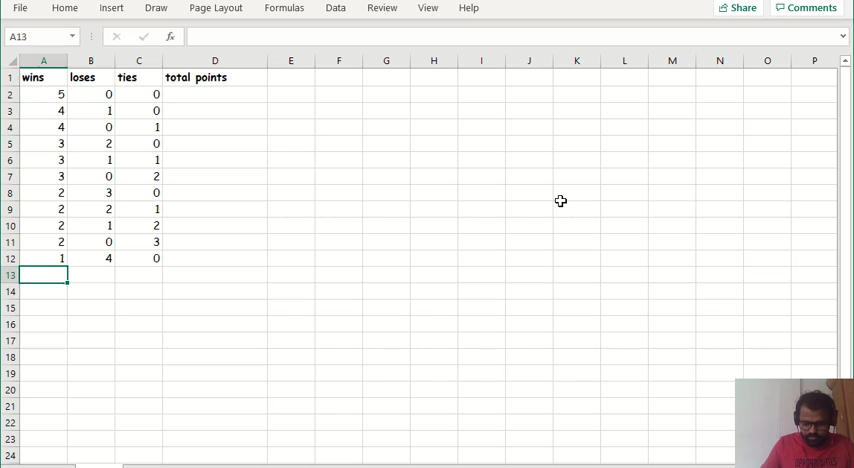 File Home Insert Draw Page Layout Formulas Data Review View Help Share Comments
A13 fx
A B C D E F G H I J K L M N O P
1 wins loses ties total points
2 5 0 0
3 4 1 0
4 4 0 1
5 3 2 0
6 3 1 1
7 3 0 2
8 2 3 0
9 2 2 1
10 2 1 2
11 2 0 3
12 1 4 0
13
14
15
16
17
18
19
20
21
22
23
24